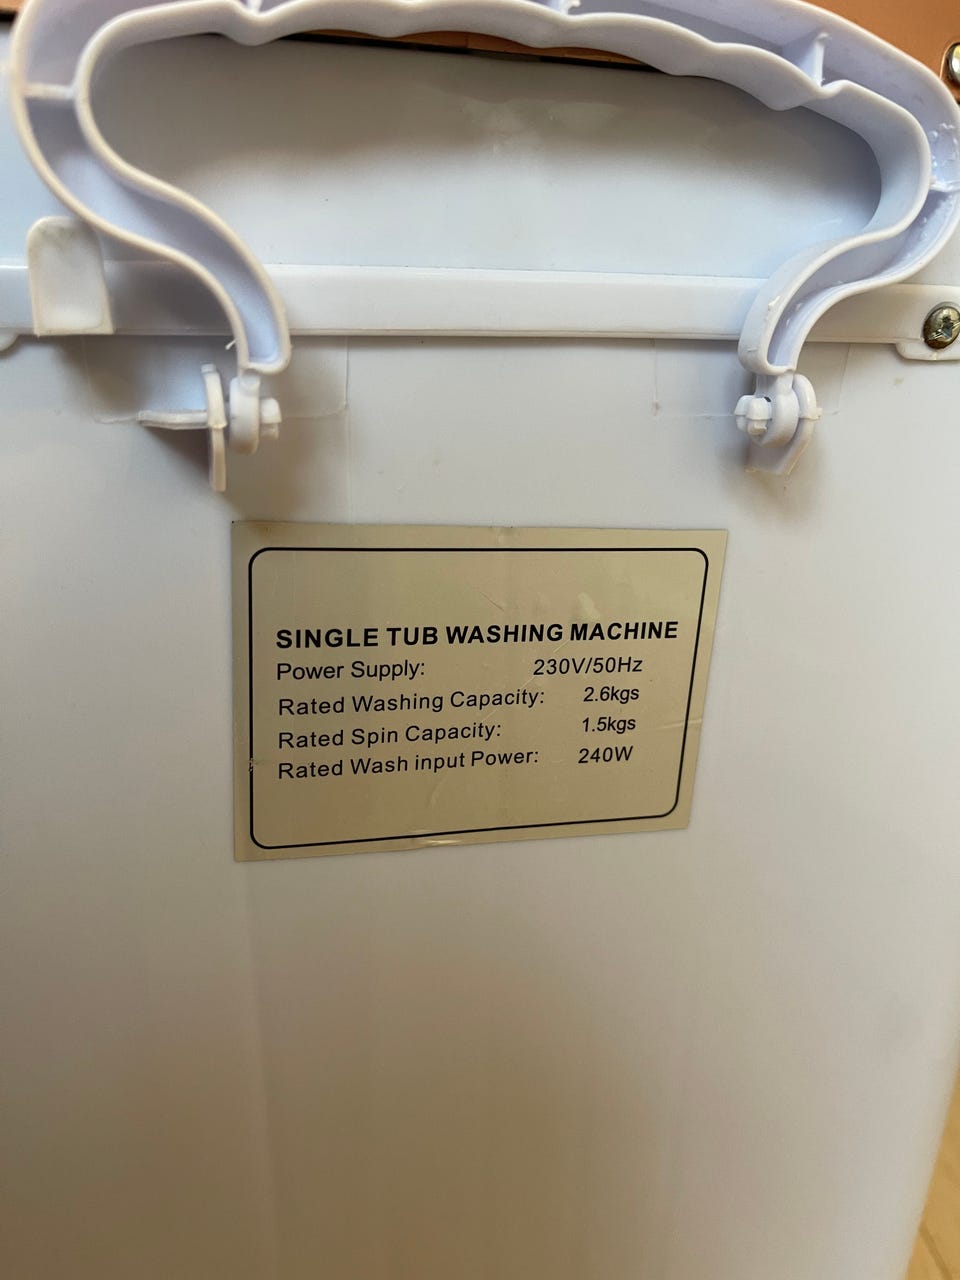 SINGLE TUB WASHING MACHINE
Power Supply: 230V/50Hz
Rated Washing Capacity: 2.6kgs
Rated Spin Capacity: 1.5kgs
Rated Wash input Power: 240W